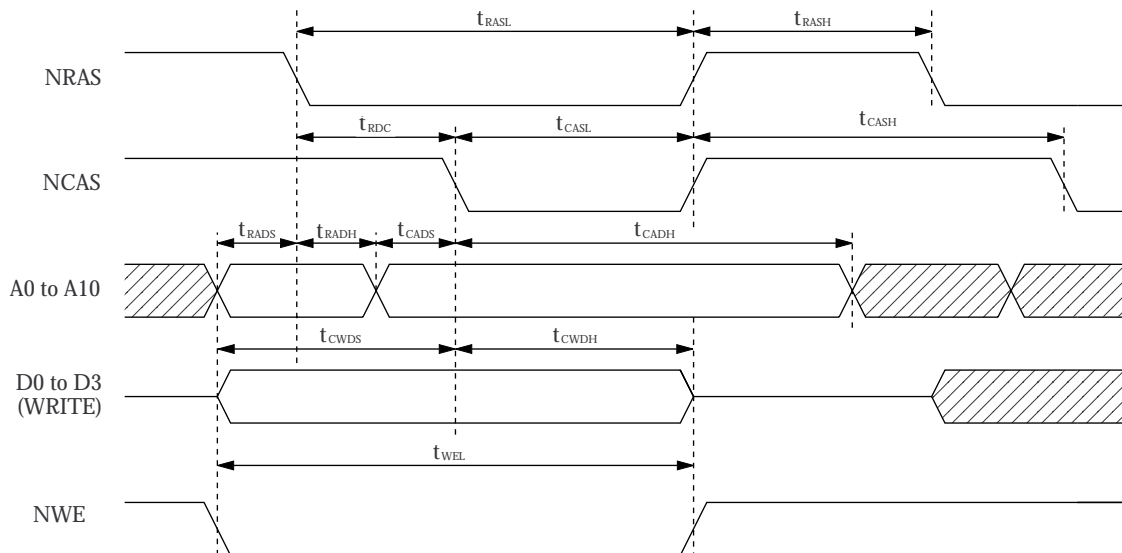 tRASL
tRASH
NRAS
tRDC
tCASL
tCASH
NCAS
tRADS
tRADH
tCADS
tCADH
A0 to A10
tCWDS
tCWDH
D0 to D3
(WRITE)
tWEL
NWE